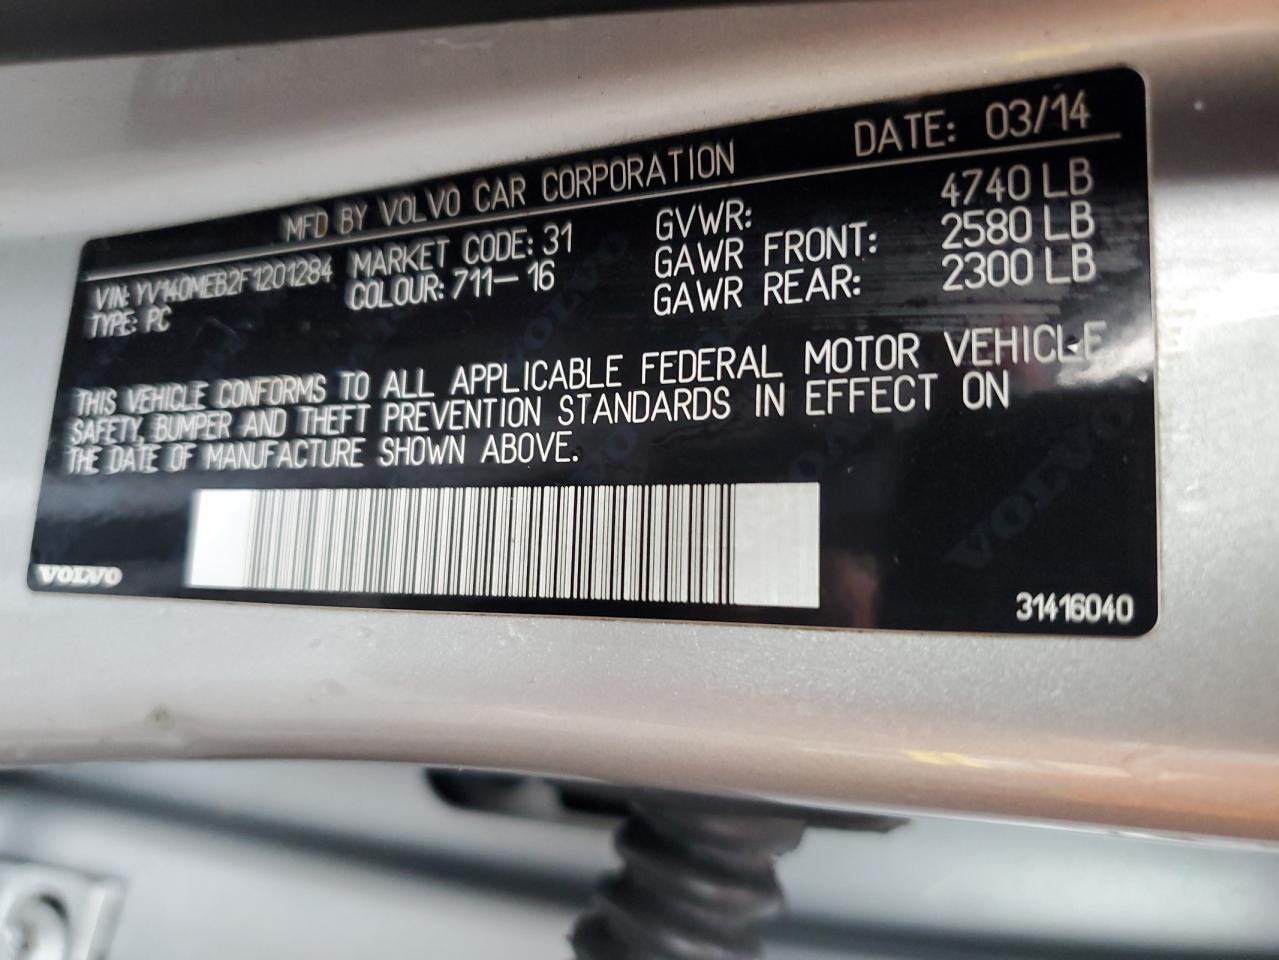 MFD BY VOLVO CAR CORPORATION DATE: 03/14
VIN: YV140MEB2F1201284 MARKET CODE: 31 GVWR: 4740 LB
TYPE: PC COLOUR: 711-16 GAWR FRONT: 2580 LB
GAWR REAR: 2300 LB
THIS VEHICLE CONFORMS TO ALL APPLICABLE FEDERAL MOTOR VEHICLE
SAFETY, BUMPER AND THEFT PREVENTION STANDARDS IN EFFECT ON
THE DATE OF MANUFACTURE SHOWN ABOVE.
VOLVO
31416040